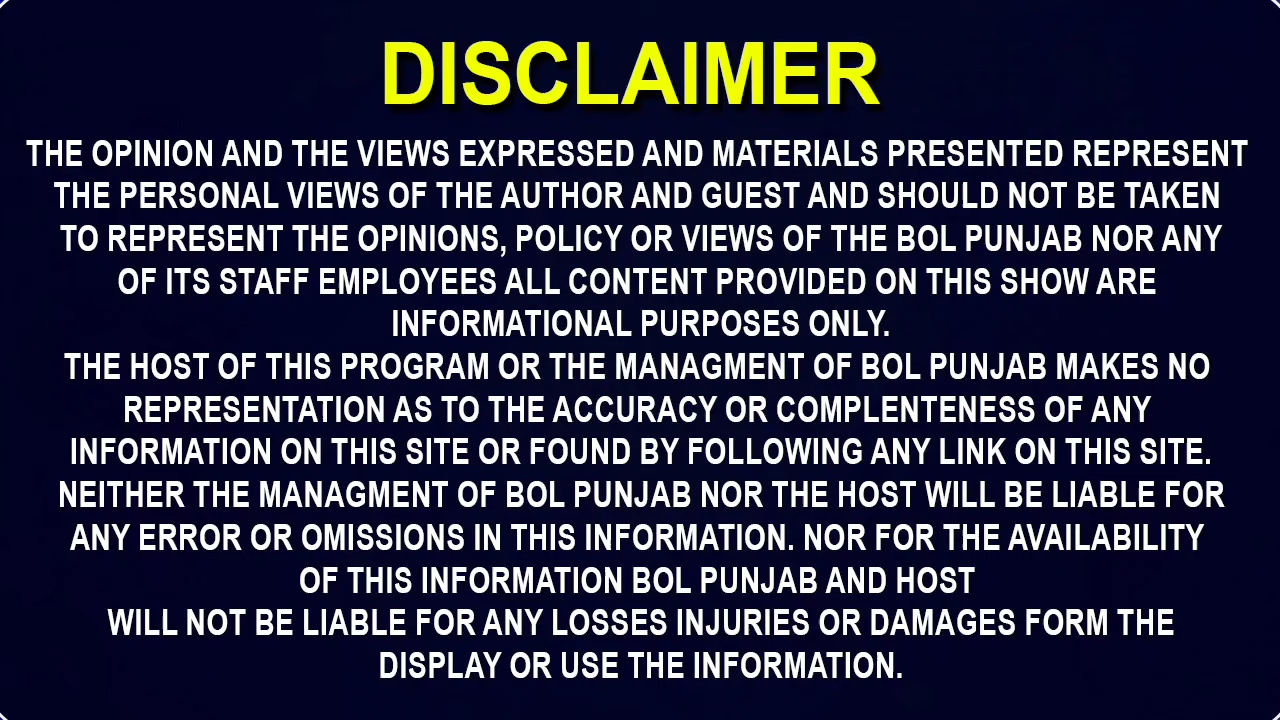 DISCLAIMER
THE OPINION AND THE VIEWS EXPRESSED AND MATERIALS PRESENTED REPRESENT
THE PERSONAL VIEWS OF THE AUTHOR AND GUEST AND SHOULD NOT BE TAKEN
TO REPRESENT THE OPINIONS, POLICY OR VIEWS OF THE BOL PUNJAB NOR ANY
OF ITS STAFF EMPLOYEES ALL CONTENT PROVIDED ON THIS SHOW ARE
INFORMATIONAL PURPOSES ONLY.
THE HOST OF THIS PROGRAM OR THE MANAGMENT OF BOL PUNJAB MAKES NO
REPRESENTATION AS TO THE ACCURACY OR COMPLENTENESS OF ANY
INFORMATION ON THIS SITE OR FOUND BY FOLLOWING ANY LINK ON THIS SITE.
NEITHER THE MANAGMENT OF BOL PUNJAB NOR THE HOST WILL BE LIABLE FOR
ANY ERROR OR OMISSIONS IN THIS INFORMATION. NOR FOR THE AVAILABILITY
OF THIS INFORMATION BOL PUNJAB AND HOST
WILL NOT BE LIABLE FOR ANY LOSSES INJURIES OR DAMAGES FORM THE
DISPLAY OR USE THE INFORMATION.